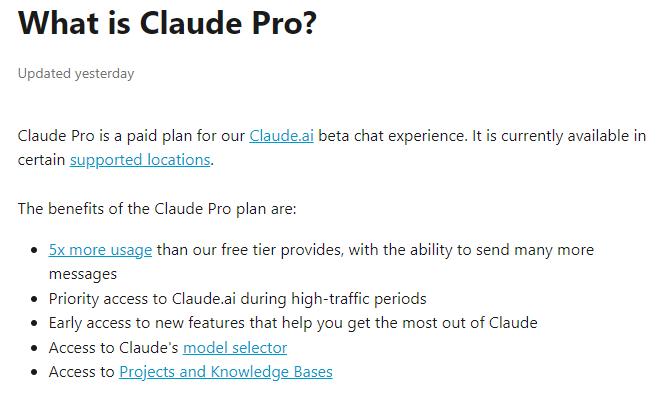 What is Claude Pro?
Updated yesterday
Claude Pro is a paid plan for our Claude.ai beta chat experience. It is currently available in
certain supported locations.
The benefits of the Claude Pro plan are:
• 5x more usage than our free tier provides, with the ability to send many more
messages
• Priority access to Claude.ai during high-traffic periods
• Early access to new features that help you get the most out of Claude
• Access to Claude's model selector
• Access to Projects and Knowledge Bases